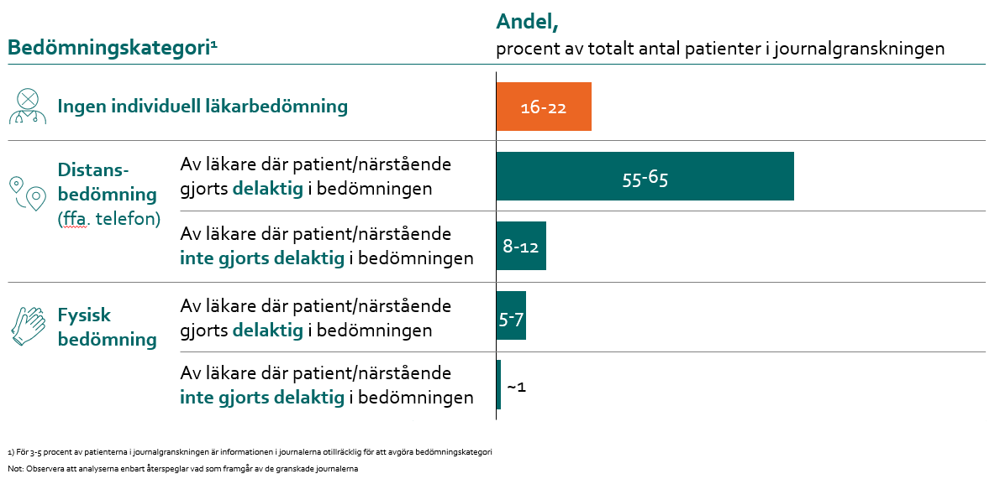 Andel,
Bedömningskategori¹
procent av totalt antal patienter i journalgranskningen
Ingen individuell läkarbedömning
16-22
Distans-
bedömning
(ffa. telefon)
Av läkare där patient/närstående
gjorts delaktig i bedömningen
55-65
Av läkare där patient/närstående
inte gjorts delaktig i bedömningen
8-12
Fysisk
bedömning
Av läkare där patient/närstående
gjorts delaktig i bedömningen
5-7
Av läkare där patient/närstående
inte gjorts delaktig i bedömningen
~1
1) För 3-5 procent av patienterna i journalgranskningen är informationen i journalerna otillräcklig för att avgöra bedömningskategori
Not: Observera att analyserna enbart återspeglar vad som framgår av de granskade journalerna